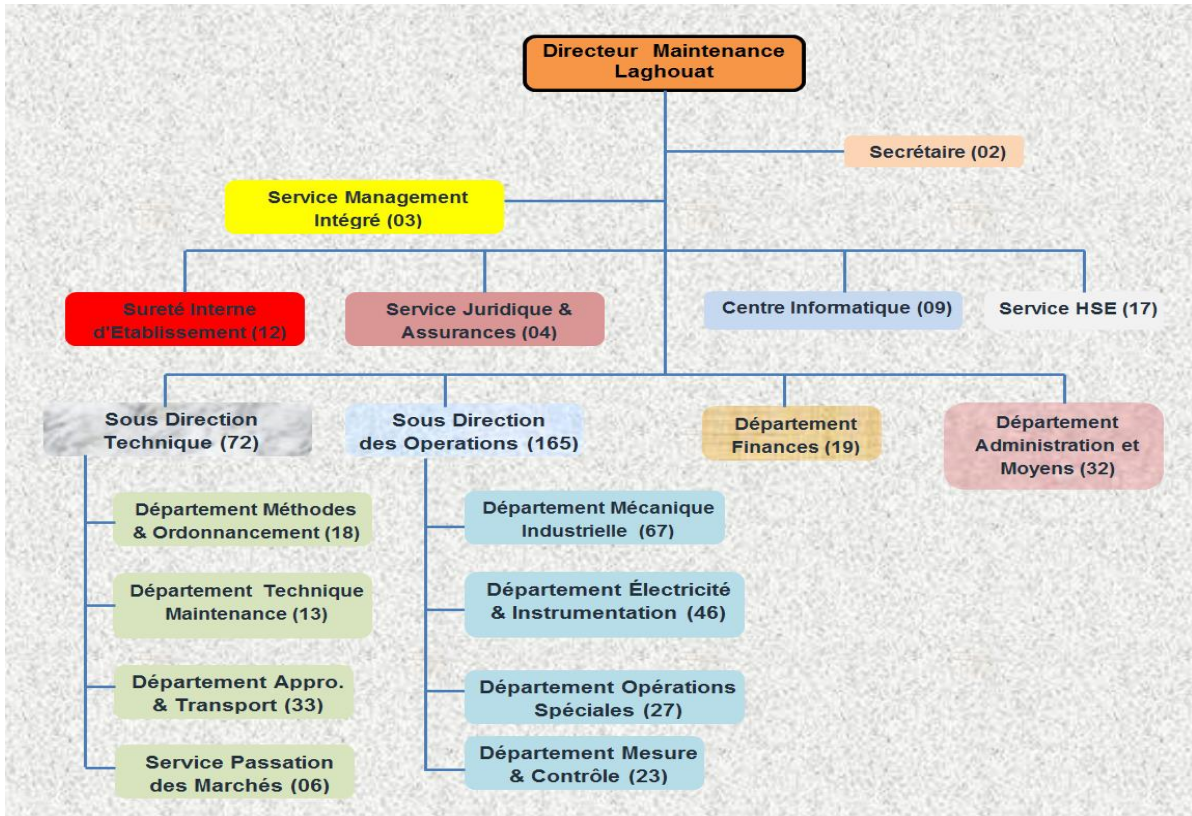 Directeur Maintenance
Laghouat
Secrétaire (02)
Service Management
Intégré (03)
Sureté Interne
d'Etablissement (12)
Service Juridique &
Assurances (04)
Centre Informatique (09)
Service HSE (17)
Sous Direction
Technique (72)
Sous Direction
des Operations (165)
Département
Finances (19)
Département
Administration et
Moyens (32)
Département Méthodes
& Ordonnancement (18)
Département Technique
Maintenance (13)
Département Appro.
& Transport (33)
Service Passation
des Marchés (06)
Département Mécanique
Industrielle (67)
Département Électricité
& Instrumentation (46)
Département Opérations
Spéciales (27)
Département Mesure
& Contrôle (23)